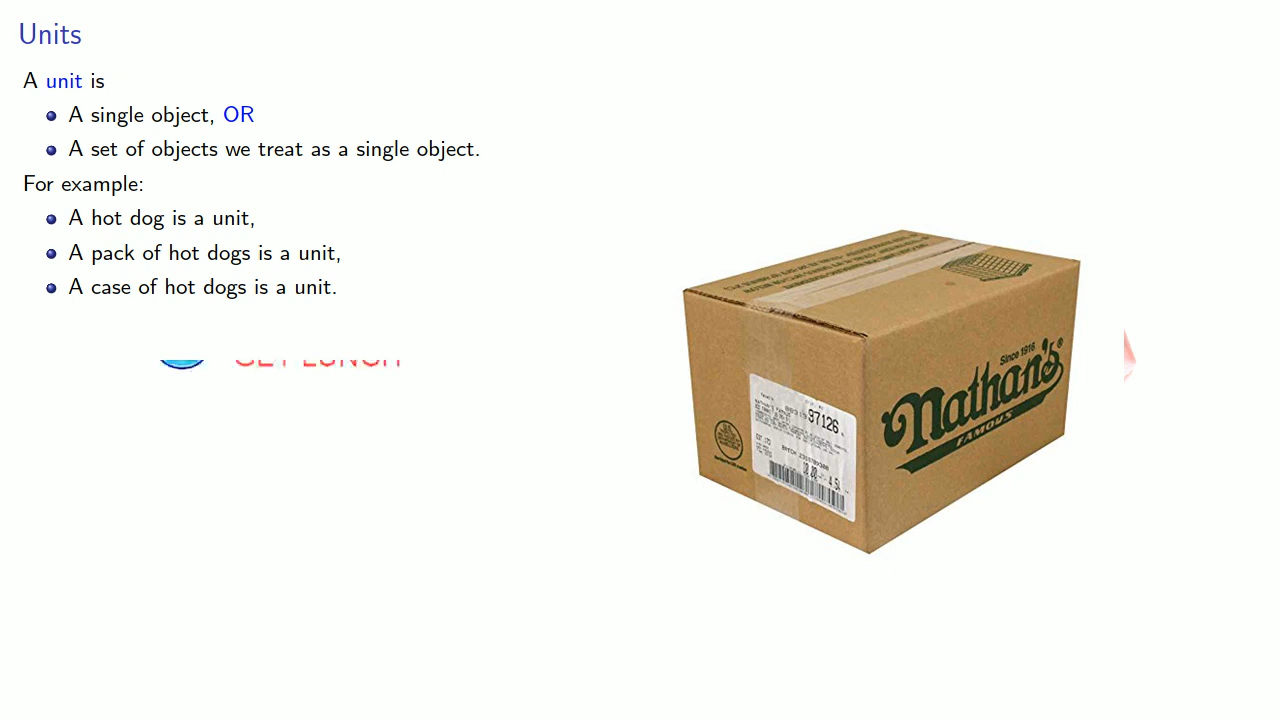 Units
A unit is
A single object, OR
A set of objects we treat as a single object.
For example:
A hot dog is a unit,
A pack of hot dogs is a unit,
A case of hot dogs is a unit.
Since 1916
Nathan's®
FAMOUS
97126